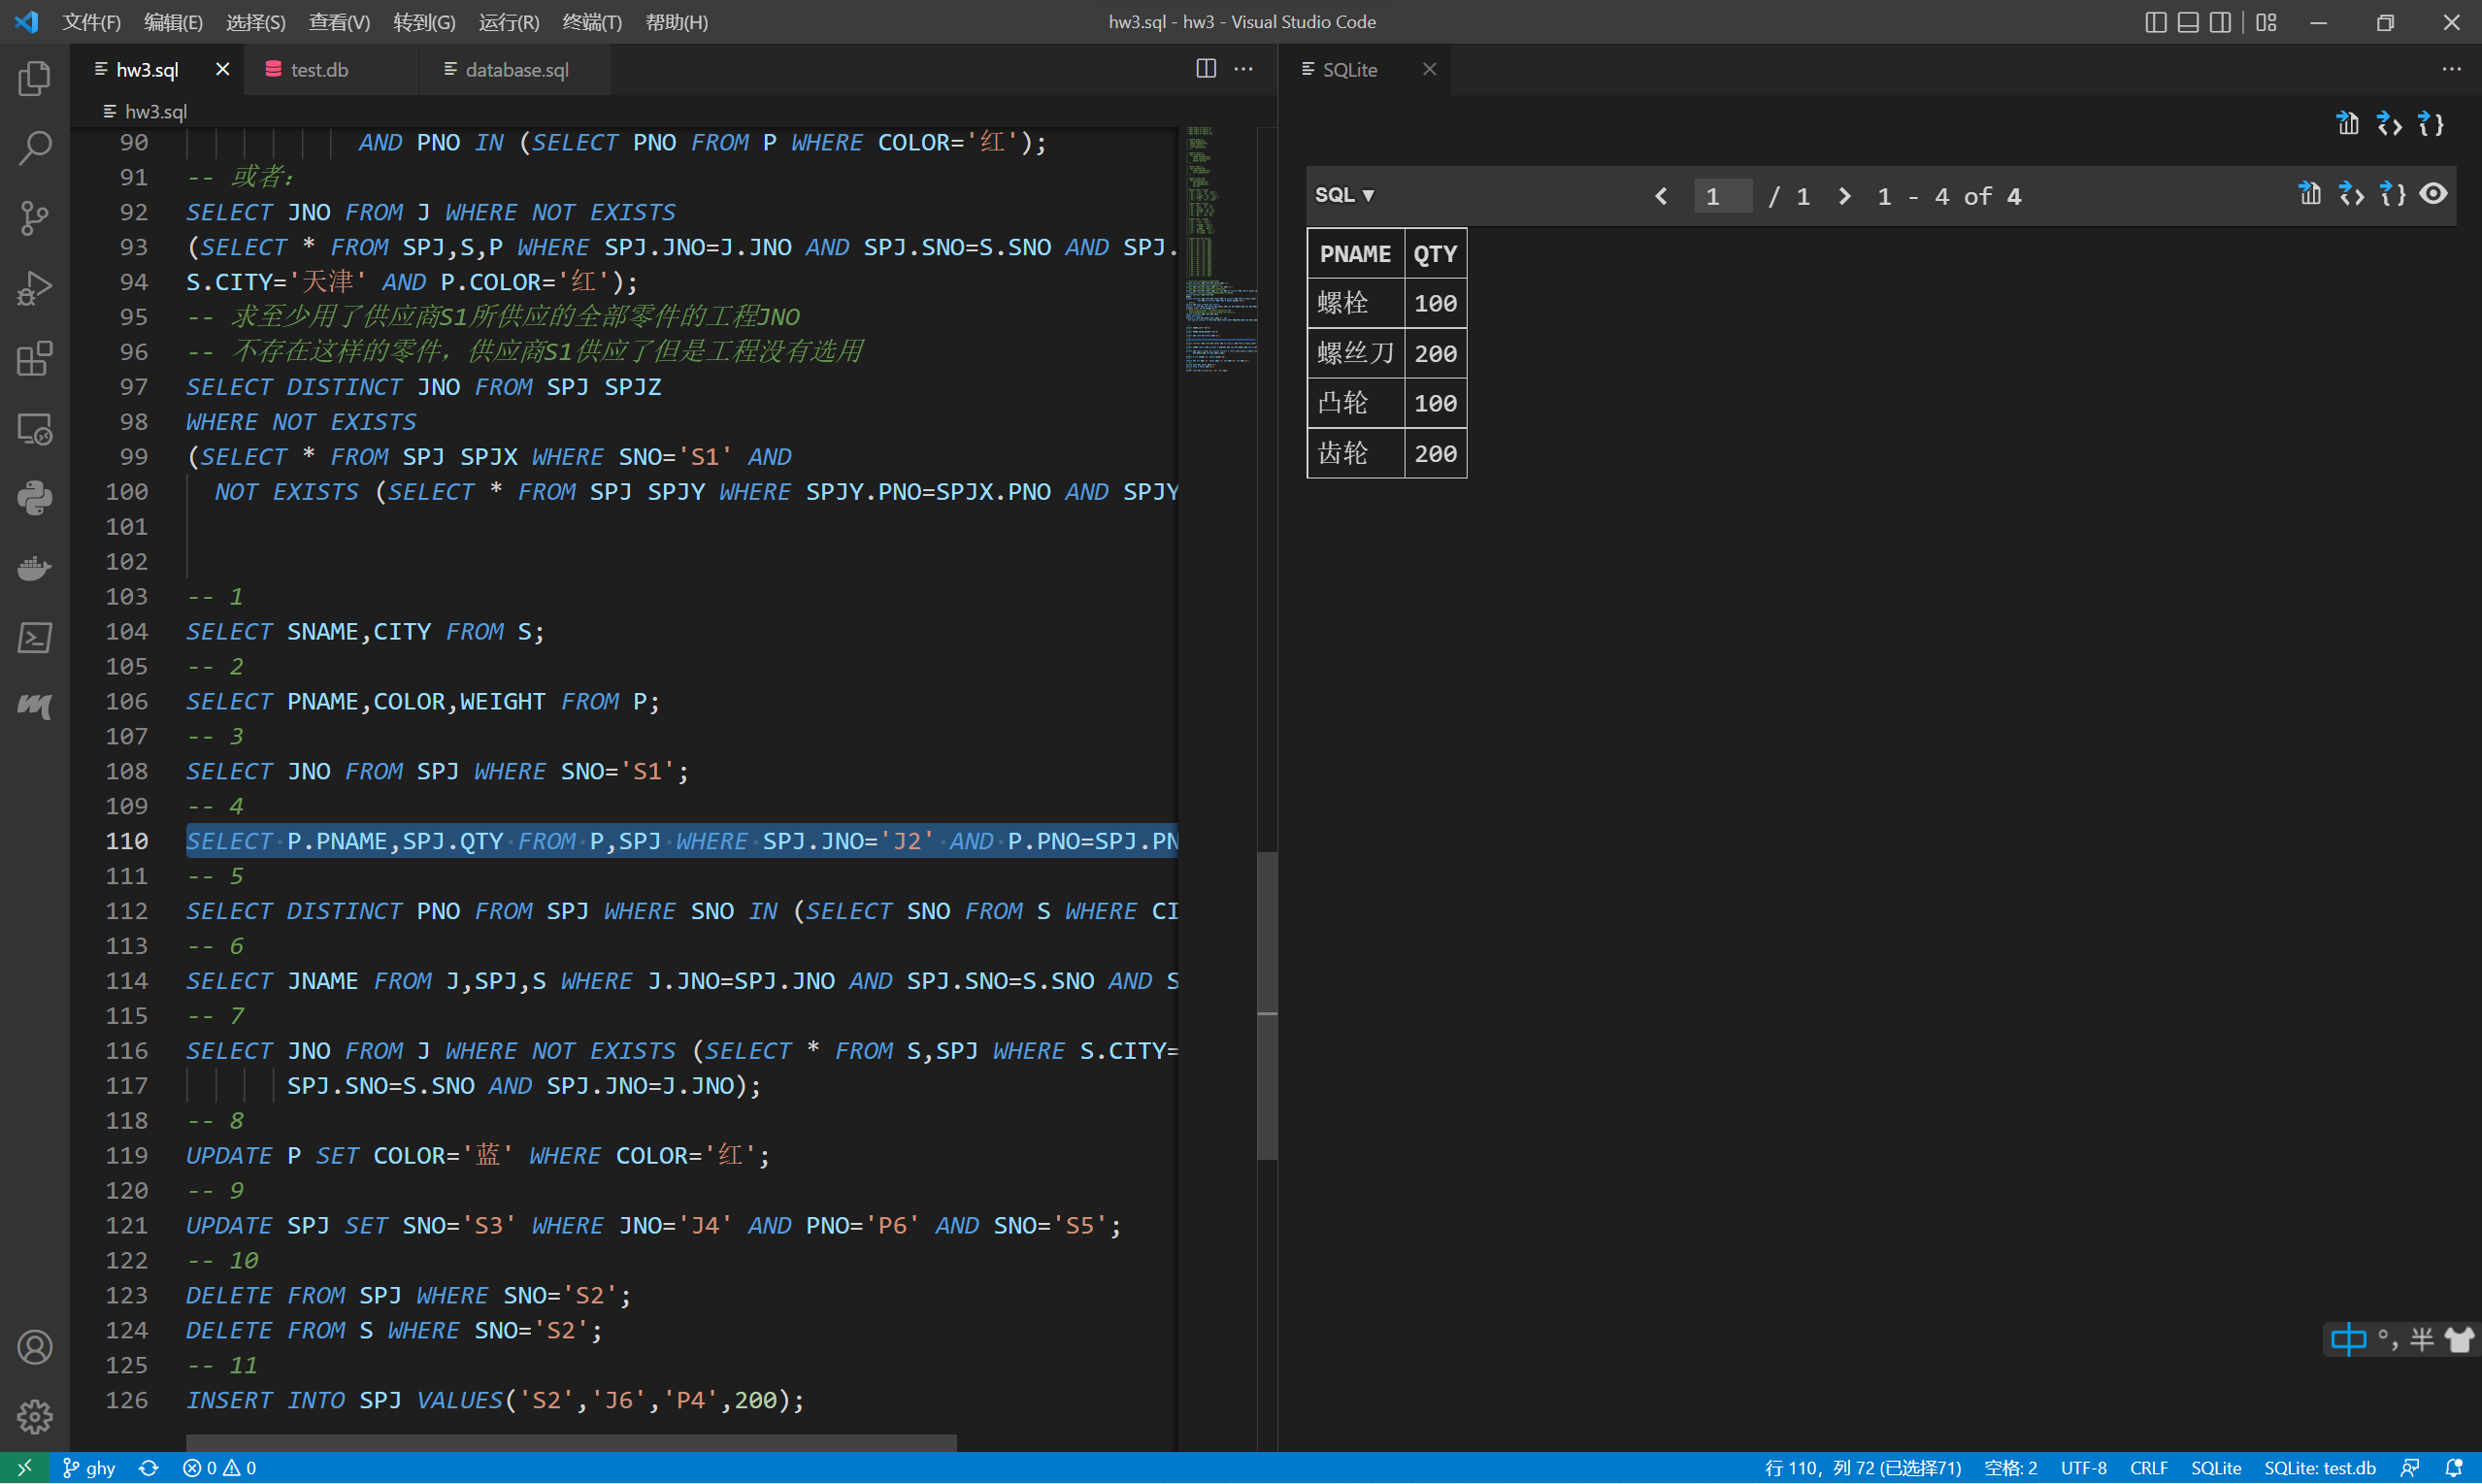 文件(F) 编辑(E) 选择(S) 查看(V) 转到(G) 运行(R) 终端(T) 帮助(H)
hw3.sql - hw3 - Visual Studio Code
hw3.sql
test.db
database.sql
SQLite
hw3.sql
90 AND PNO IN (SELECT PNO FROM P WHERE COLOR='红');
91 -- 或者:
92 SELECT JNO FROM J WHERE NOT EXISTS
93 (SELECT * FROM SPJ,S,P WHERE SPJ.JNO=J.JNO AND SPJ.SNO=S.SNO AND SPJ.
94 S.CITY='天津' AND P.COLOR='红');
95 -- 求至少用了供应商S1所供应的全部零件的工程JNO
96 -- 不存在这样的零件，供应商S1供应了但是工程没有选用
97 SELECT DISTINCT JNO FROM SPJ SPJZ
98 WHERE NOT EXISTS
99 (SELECT * FROM SPJ SPJX WHERE SNO='S1' AND
100 NOT EXISTS (SELECT * FROM SPJ SPJY WHERE SPJY.PNO=SPJX.PNO AND SPJY
101
102
103 -- 1
104 SELECT SNAME,CITY FROM S;
105 -- 2
106 SELECT PNAME,COLOR,WEIGHT FROM P;
107 -- 3
108 SELECT JNO FROM SPJ WHERE SNO='S1';
109 -- 4
110 SELECT P.PNAME,SPJ.QTY FROM P,SPJ WHERE SPJ.JNO='J2' AND P.PNO=SPJ.PN
111 -- 5
112 SELECT DISTINCT PNO FROM SPJ WHERE SNO IN (SELECT SNO FROM S WHERE CI
113 -- 6
114 SELECT JNAME FROM J,SPJ,S WHERE J.JNO=SPJ.JNO AND SPJ.SNO=S.SNO AND S
115 -- 7
116 SELECT JNO FROM J WHERE NOT EXISTS (SELECT * FROM S,SPJ WHERE S.CITY=
117 SPJ.SNO=S.SNO AND SPJ.JNO=J.JNO);
118 -- 8
119 UPDATE P SET COLOR='蓝' WHERE COLOR='红';
120 -- 9
121 UPDATE SPJ SET SNO='S3' WHERE JNO='J4' AND PNO='P6' AND SNO='S5';
122 -- 10
123 DELETE FROM SPJ WHERE SNO='S2';
124 DELETE FROM S WHERE SNO='S2';
125 -- 11
126 INSERT INTO SPJ VALUES('S2','J6','P4',200);
SQL ▼ < 1 / 1 > 1 - 4 of 4
PNAME QTY
螺栓 100
螺丝刀 200
凸轮 100
齿轮 200
中 °, 半
ghy 0 0
行 110，列 72 (已选择71) 空格: 2 UTF-8 CRLF SQLite SQLite: test.db